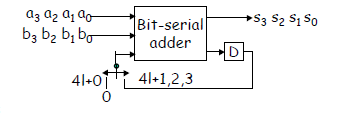 a3 a2 a1 a0
b3 b2 b1 b0
Bit-serial
adder
s3 s2 s1 s0
D
4l+0
4l+1,2,3
0